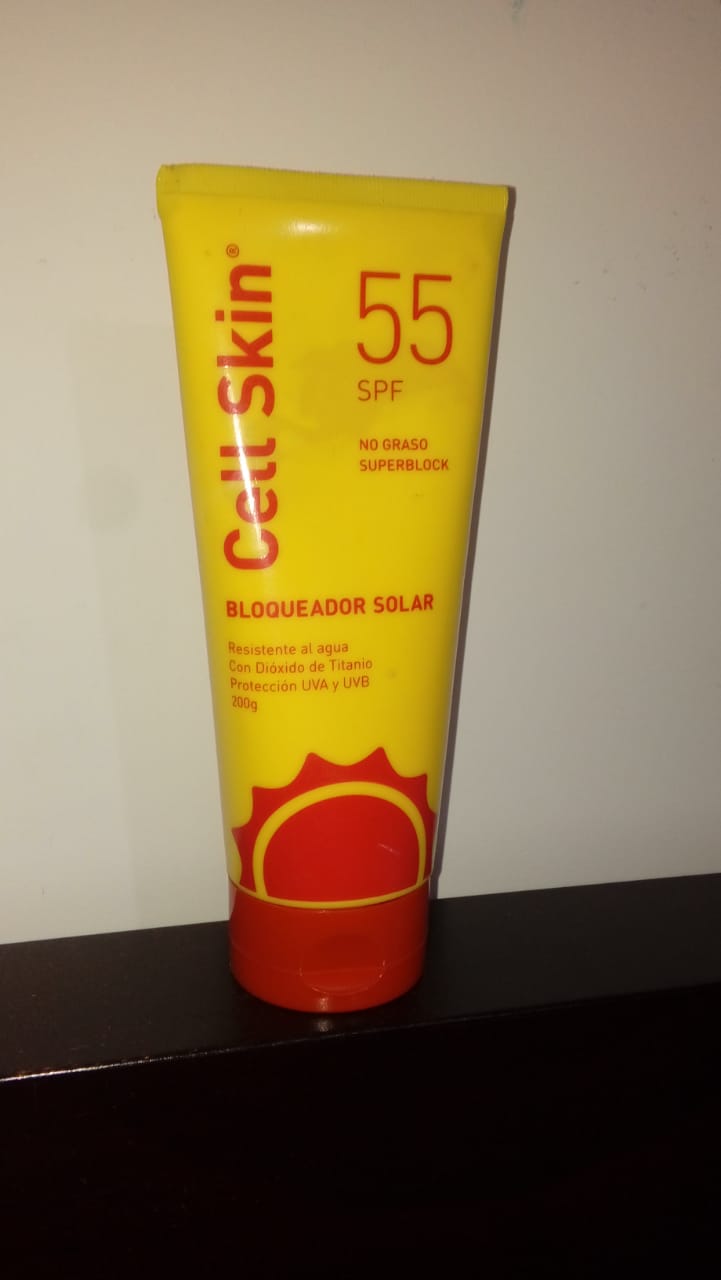 Cell Skin®
55
SPF
NO GRASO
SUPERBLOCK
BLOQUEADOR SOLAR
Resistente al agua
Con Dióxido de Titanio
Protección UVA y UVB
200g